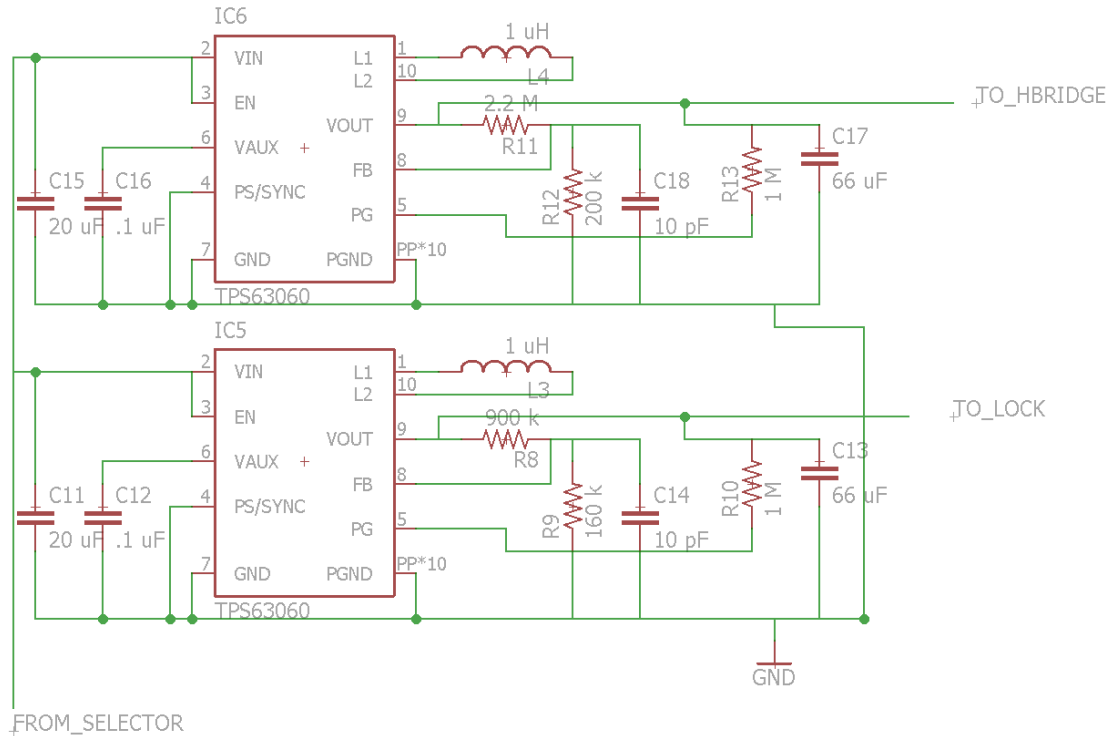 IC6
1 uH
2 VIN L1 1
L2 10
L4
3 EN
2.2 M
TO_HBRIDGE
VOUT 9
R11
C17
6 VAUX
FB 8
66 uF
C15 C16
4 PS/SYNC
R12 200 k
C18
R13 1 M
20 uF .1 uF
PG 5
10 pF
7 GND PGND PP*10
TPS63060
IC5
1 uH
2 VIN L1 1
L2 10
L3
3 EN
900 k
TO_LOCK
VOUT 9
R8
C13
6 VAUX
FB 8
66 uF
C11 C12
4 PS/SYNC
R9 160 k
C14
R10 1 M
20 uF .1 uF
PG 5
10 pF
7 GND PGND PP*10
TPS63060
GND
FROM_SELECTOR